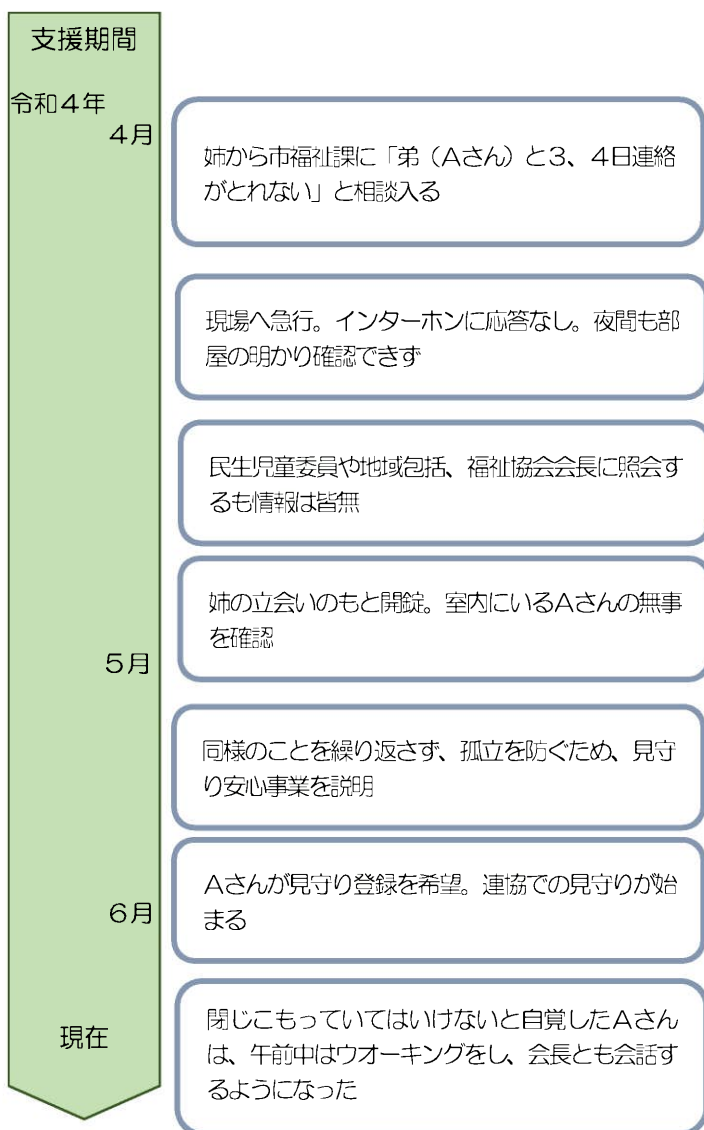 支援期間
令和４年
４月
姉から市福祉課に「弟（Aさん）と３、４日連絡
がとれない」と相談入る
現場へ急行。インターホンに応答なし。夜間も部
屋の明かり確認できず
民生児童委員や地域包括、福祉協会会長に照会す
るも情報は皆無
姉の立会いのもと開錠。室内にいるAさんの無事
を確認
５月
同様のことを繰り返さず、孤立を防ぐため、見守
り安心事業を説明
Aさんが見守り登録を希望。連協での見守りが始
まる
６月
閉じこもっていてはいけないと自覚したAさん
は、午前中はウオーキングをし、会長とも会話す
るようになった
現在